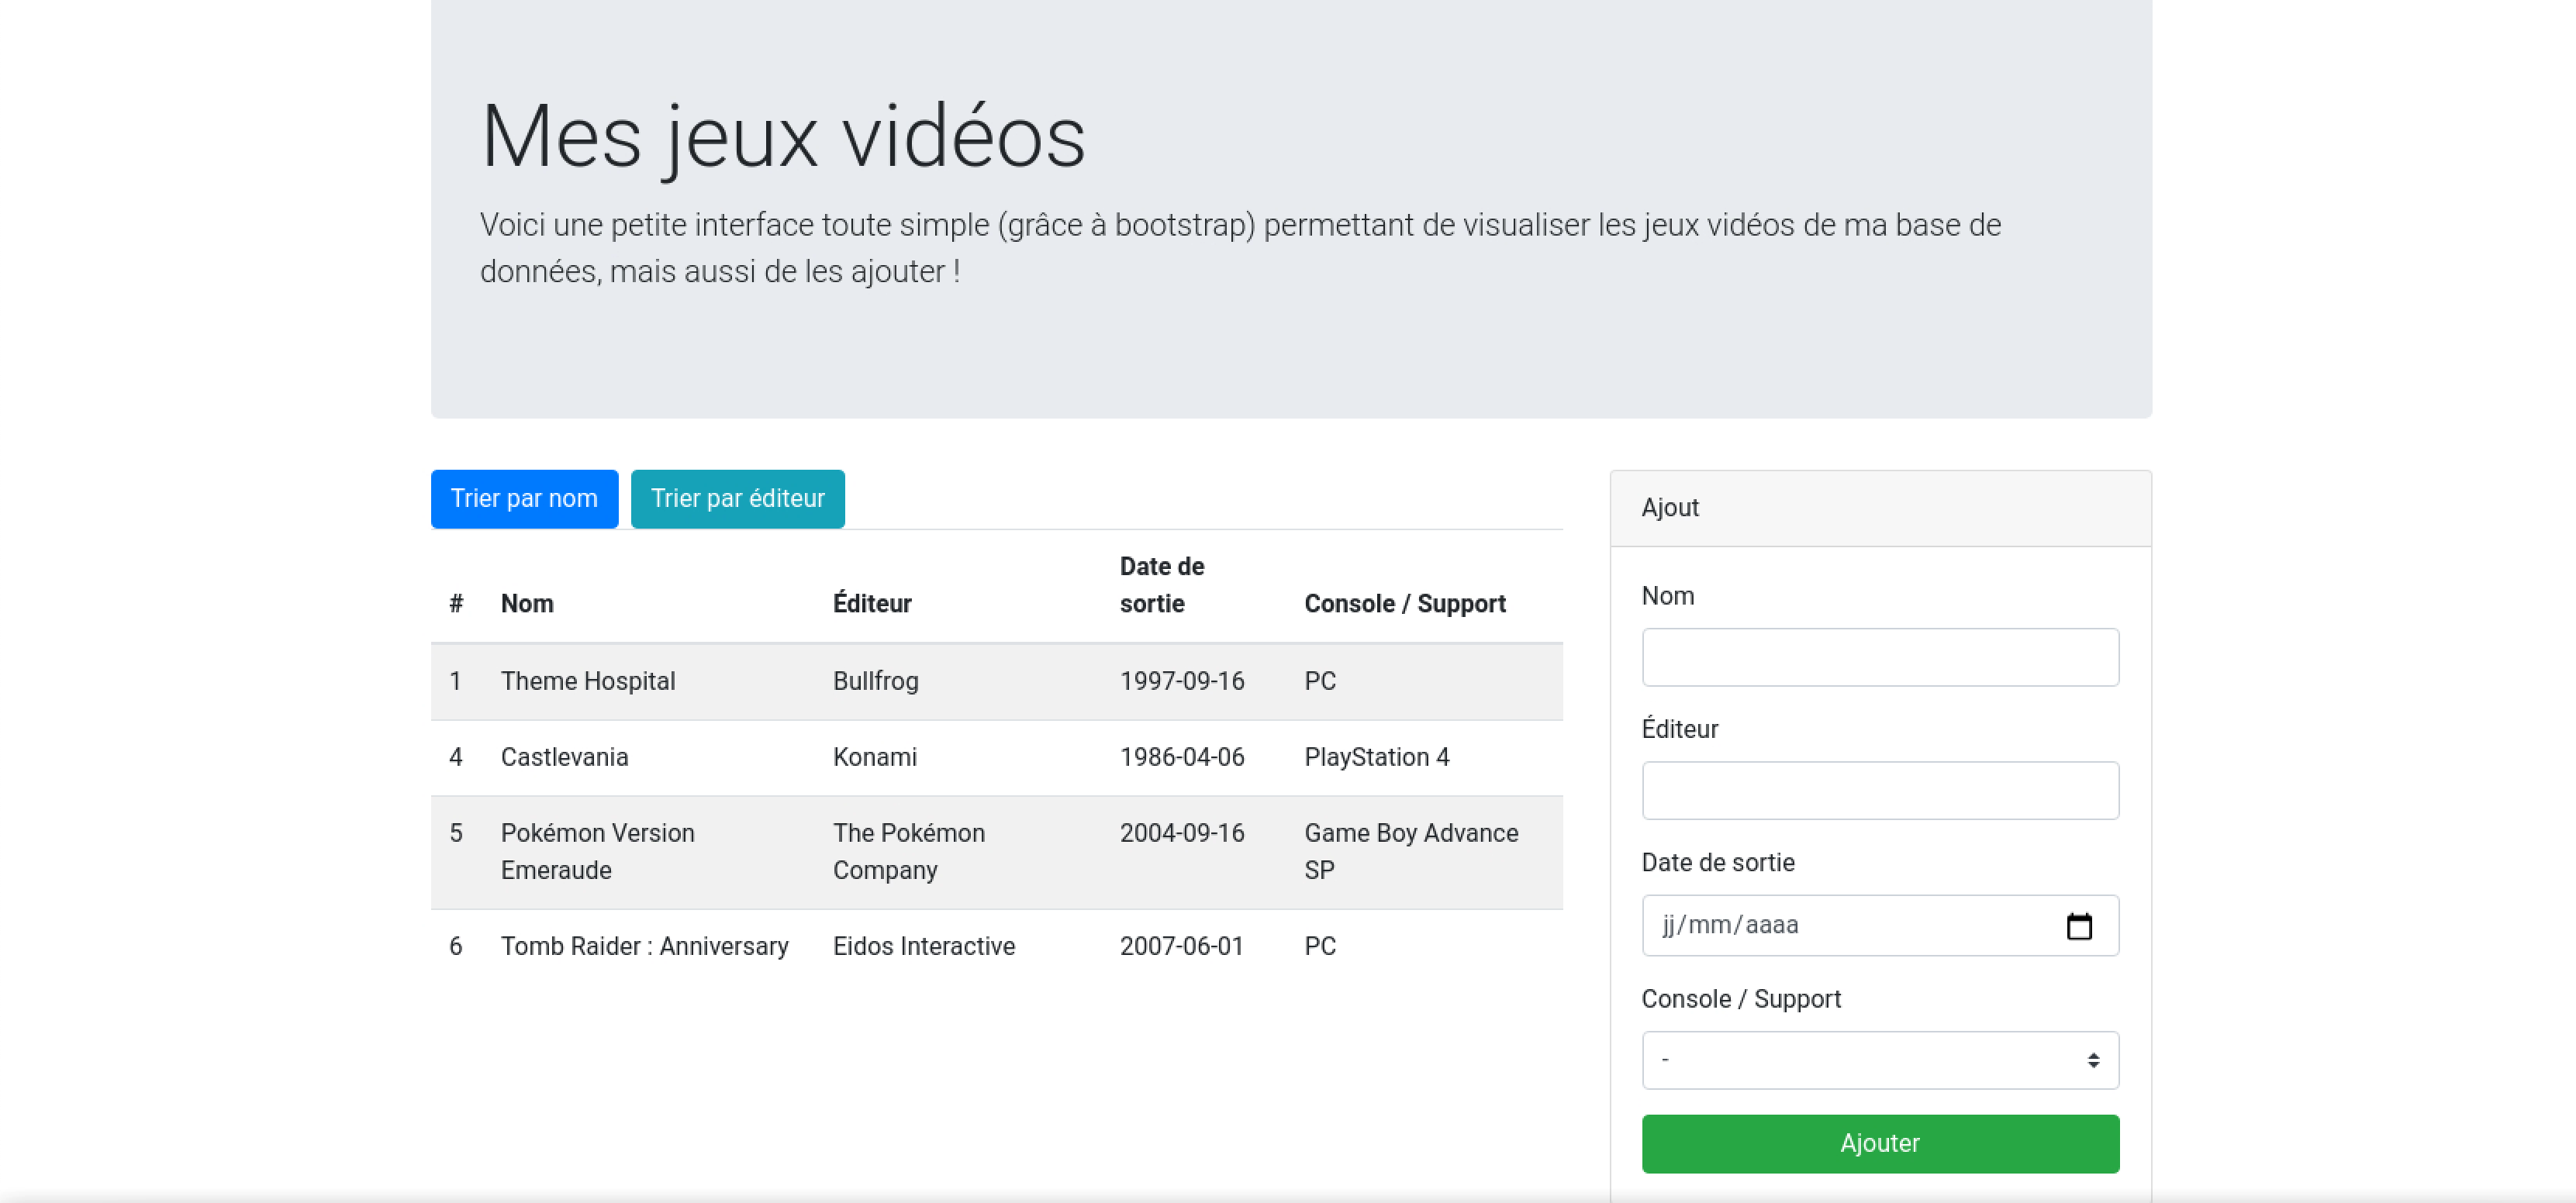 Mes jeux vidéos
Voici une petite interface toute simple (grâce à bootstrap) permettant de visualiser les jeux vidéos de ma base de
données, mais aussi de les ajouter !
Trier par nom Trier par éditeur
# Nom Éditeur Date de sortie Console / Support
1 Theme Hospital Bullfrog 1997-09-16 PC
4 Castlevania Konami 1986-04-06 PlayStation 4
5 Pokémon Version Emeraude The Pokémon Company 2004-09-16 Game Boy Advance SP
6 Tomb Raider : Anniversary Eidos Interactive 2007-06-01 PC
Ajout
Nom
Éditeur
Date de sortie
jj/mm/aaaa
Console / Support
-
Ajouter